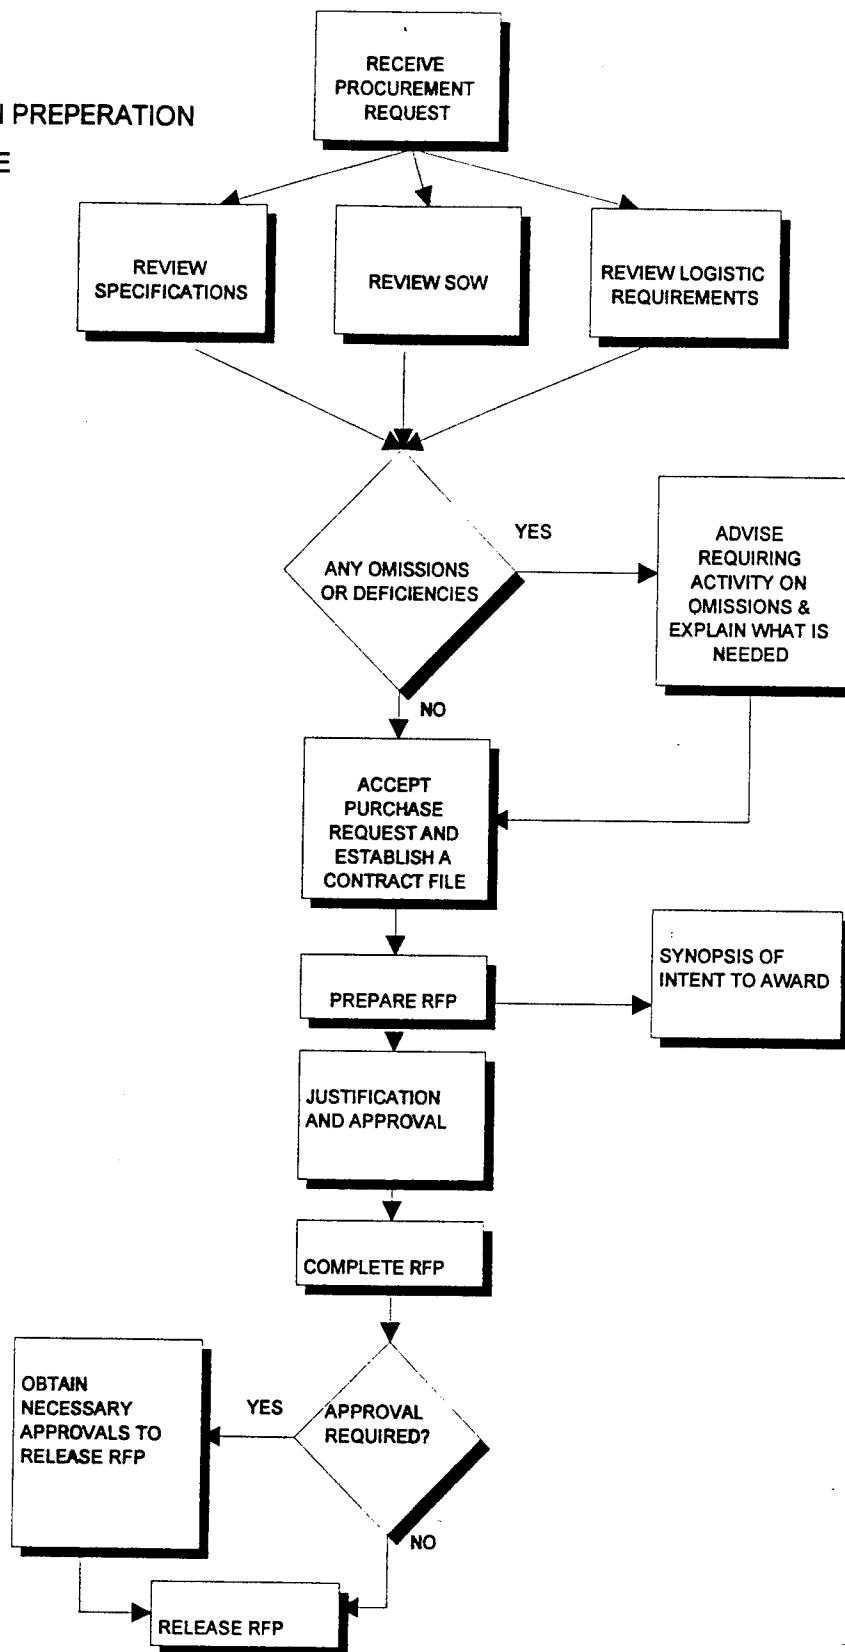 RECEIVE
PROCUREMENT
REQUEST
PREPERATION
REVIEW
SPECIFICATIONS
REVIEW SOW
REVIEW LOGISTIC
REQUIREMENTS
YES
ANY OMISSIONS
OR DEFICIENCIES
ADVISE
REQUIRING
ACTIVITY ON
OMISSIONS &
EXPLAIN WHAT IS
NEEDED
NO
ACCEPT
PURCHASE
REQUEST AND
ESTABLISH A
CONTRACT FILE
PREPARE RFP
SYNOPSIS OF
INTENT TO AWARD
JUSTIFICATION
AND APPROVAL
COMPLETE RFP
OBTAIN
NECESSARY
APPROVALS TO
RELEASE RFP
YES
APPROVAL
REQUIRED?
NO
RELEASE RFP